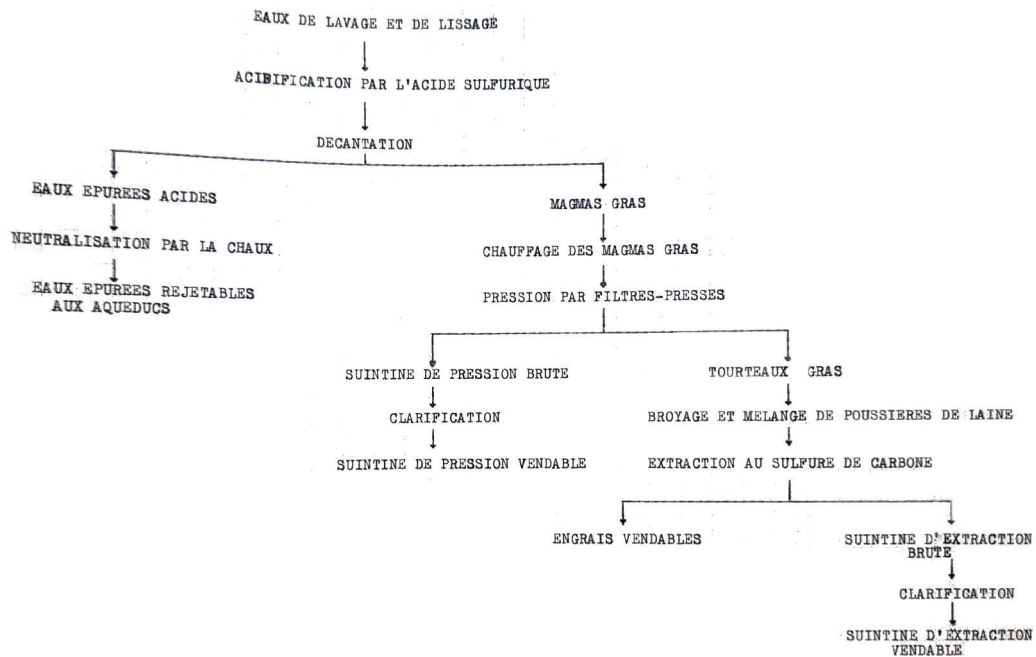 EAUX DE LAVAGE ET DE LISSAGE
ACIDIFICATION PAR L'ACIDE SULFURIQUE
DECANTATION
EAUX EPUREES ACIDES
NEUTRALISATION PAR LA CHAUX
EAUX EPUREES REJETABLES
AUX AQUEDUCS
MAGMAS GRAS
CHAUFFAGE DES MAGMAS GRAS
PRESSION PAR FILTRES-PRESSES
SUINTINE DE PRESSION BRUTE
CLARIFICATION
SUINTINE DE PRESSION VENDABLE
TOURTEAUX GRAS
BROYAGE ET MELANGE DE POUSSIERES DE LAINE
EXTRACTION AU SULFURE DE CARBONE
ENGRAIS VENDABLES
SUINTINE D'EXTRACTION
BRUTE
CLARIFICATION
SUINTINE D'EXTRACTION
VENDABLE